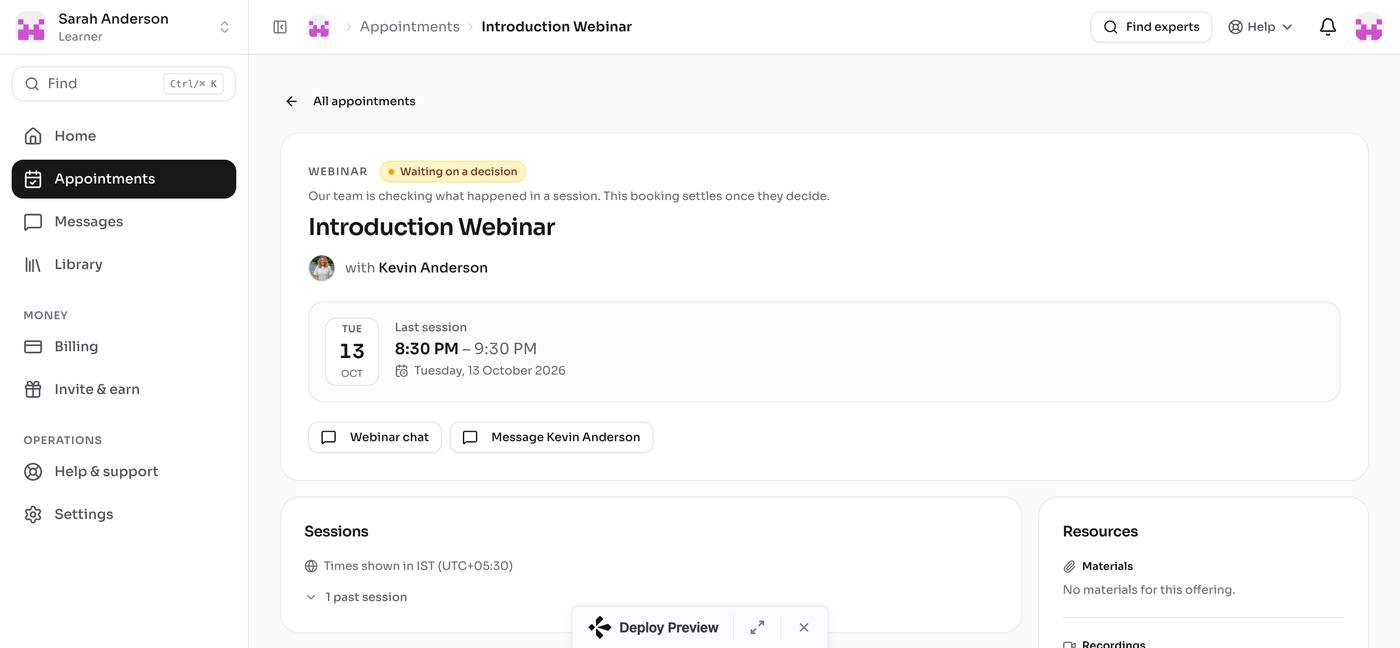 Sarah Anderson
Learner
Find
Ctrl/⌘ K
Home
Appointments
Messages
Library
MONEY
Billing
Invite & earn
OPERATIONS
Help & support
Settings
Appointments
Introduction Webinar
Find experts
Help
All appointments
WEBINAR
Waiting on a decision
Our team is checking what happened in a session. This booking settles once they decide.
Introduction Webinar
with Kevin Anderson
TUE
13
OCT
Last session
8:30 PM – 9:30 PM
Tuesday, 13 October 2026
Webinar chat
Message Kevin Anderson
Sessions
Times shown in IST (UTC+05:30)
1 past session
Resources
Materials
No materials for this offering.
Recordings
Deploy Preview